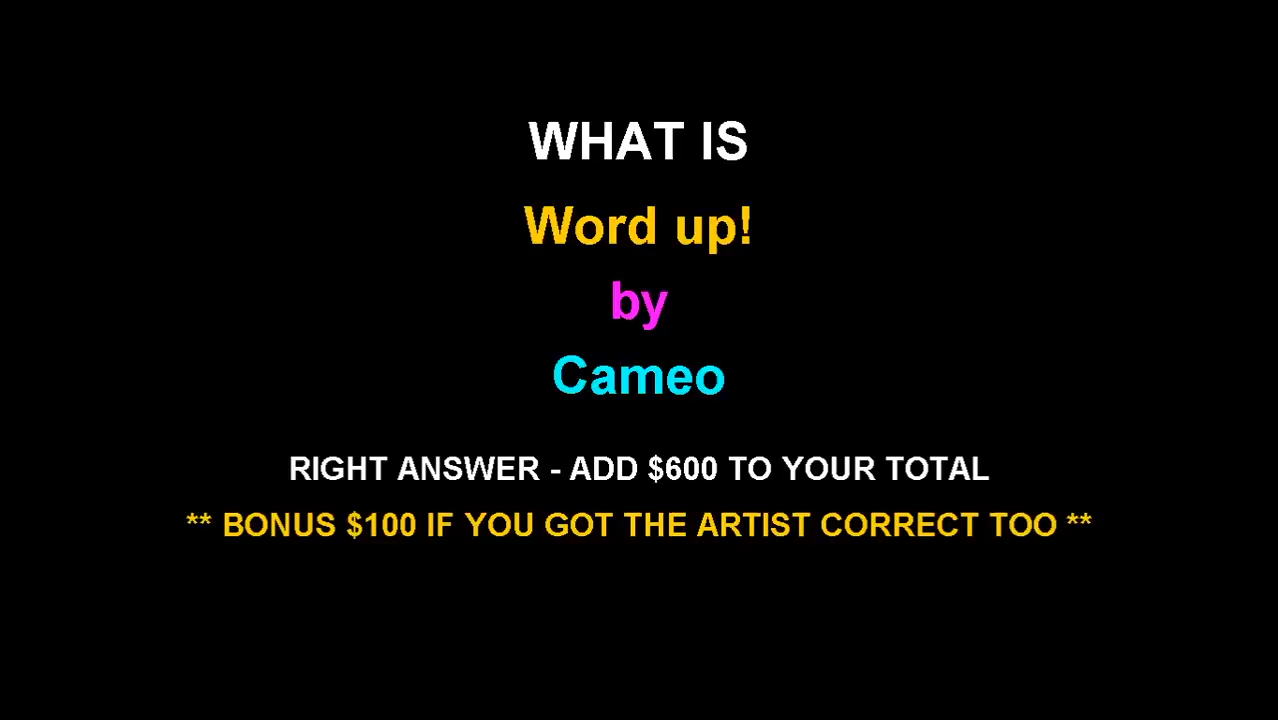 WHAT IS
Word up!
by
Cameo
RIGHT ANSWER - ADD $600 TO YOUR TOTAL
** BONUS $100 IF YOU GOT THE ARTIST CORRECT TOO **